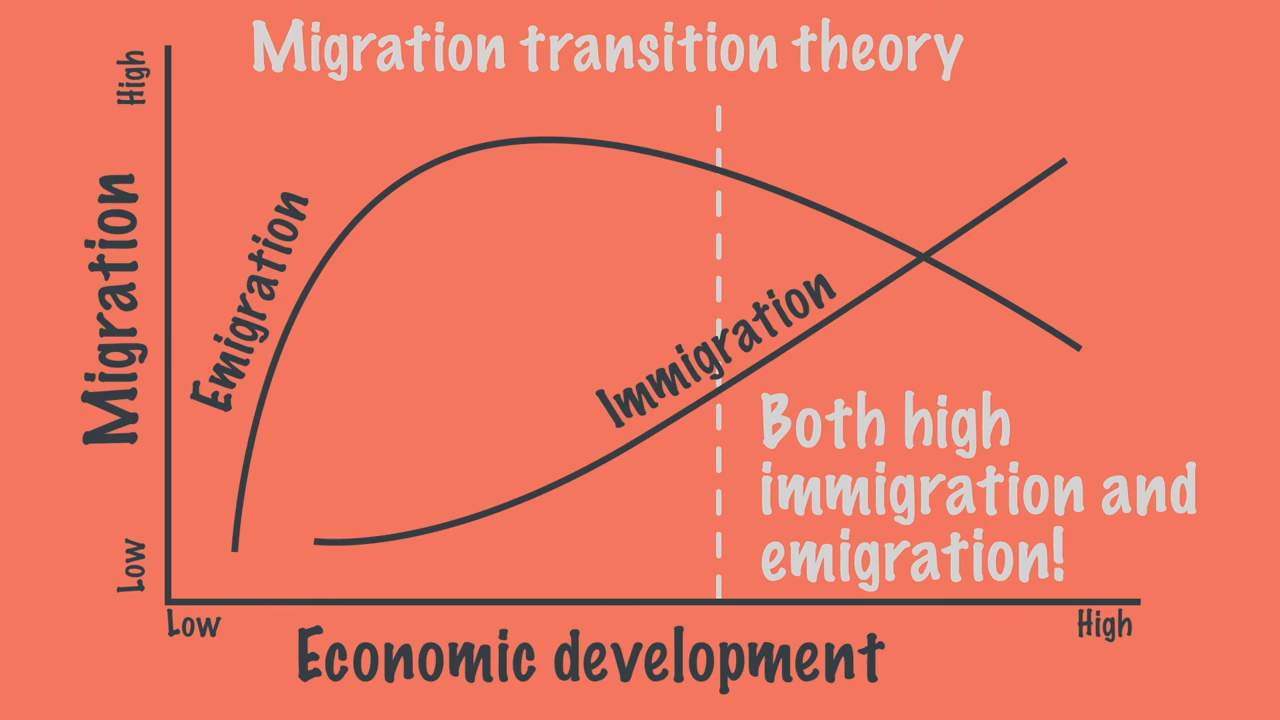 Migration transition theory
High
Migration
Low
Emigration
Immigration
Both high
immigration and
emigration!
Low
High
Economic development